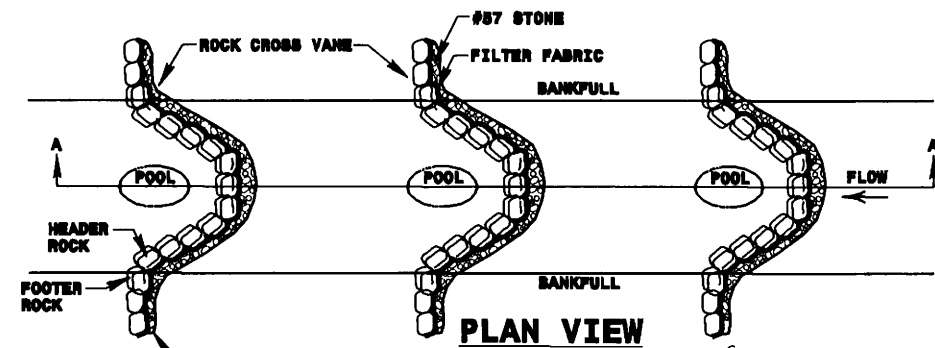 #57 STONE
ROCK CROSS VANE
FILTER FABRIC
BANKFULL
A
A
POOL
POOL
POOL
FLOW
HEADER
ROCK
FOOTER
ROCK
BANKFULL
PLAN VIEW